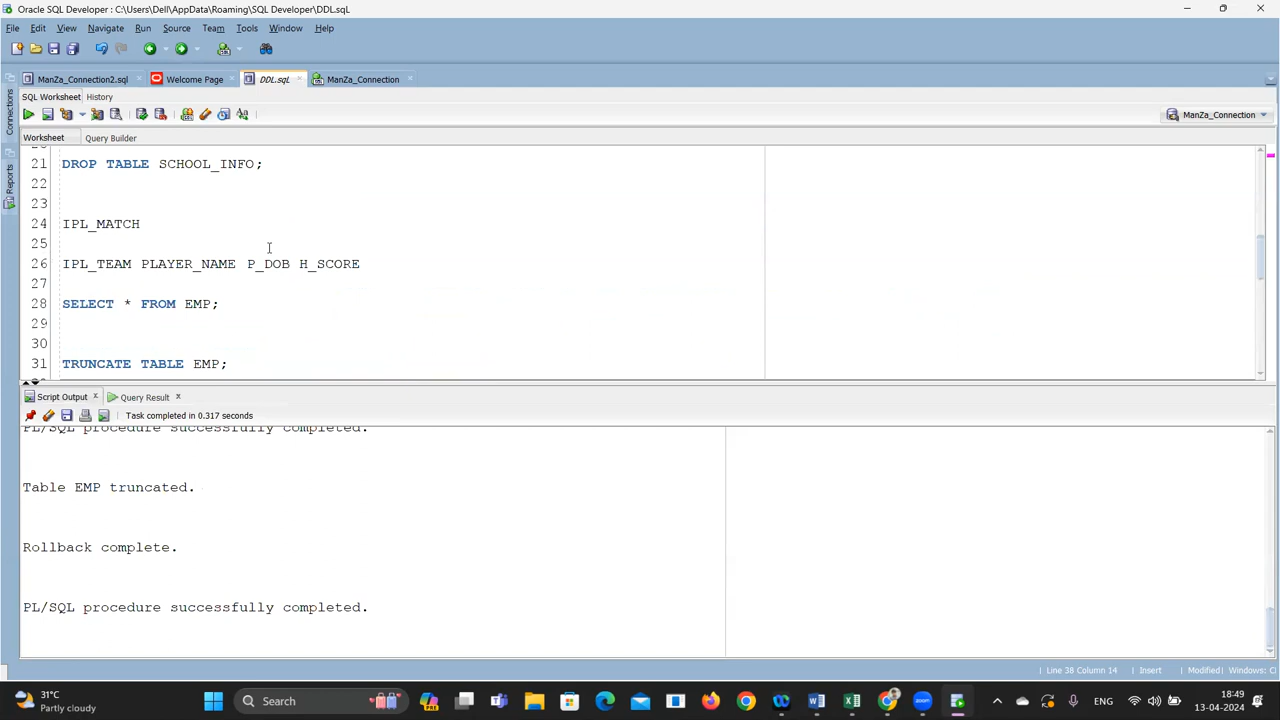 Oracle SQL Developer : C:\Users\Dell\AppData\Roaming\SQL Developer\DDL.sqL
File Edit View Navigate Run Source Team Tools Window Help
ManZa_Connection2.sql Welcome Page DDL.sqL ManZa_Connection
SQL Worksheet History
ManZa_Connection
Worksheet Query Builder
Connections
Reports
21 DROP TABLE SCHOOL_INFO;
22
23
24 IPL_MATCH
25
26 IPL_TEAM PLAYER_NAME P_DOB H_SCORE
27
28 SELECT * FROM EMP;
29
30
31 TRUNCATE TABLE EMP;
Script Output Query Result
Task completed in 0.317 seconds
PL/SQL procedure successfully completed.
Table EMP truncated.
Rollback complete.
PL/SQL procedure successfully completed.
Line 38 Column 14 Insert Modified Windows: C
31°C
Partly cloudy
Search
PRE
ENG
18:49
13-04-2024